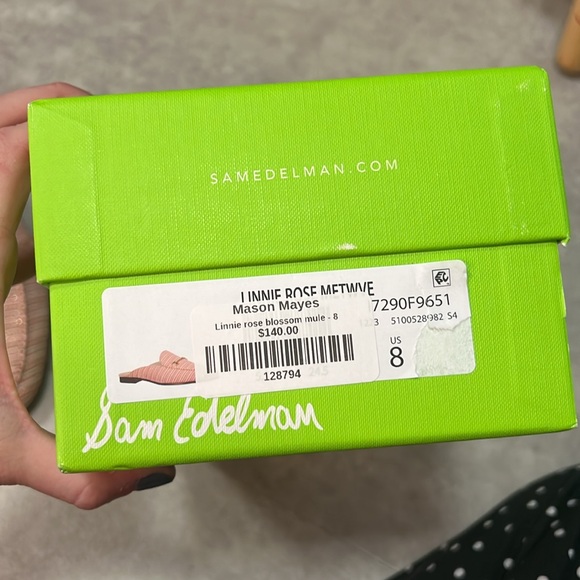 SAMEDELMAN.COM
LINNIE ROSE METWVE
Mason Mayes
7290F9651
Linnie rose blossom mule - 8
$140.00
5100528982 S4
US
8
128794
Sam Edelman